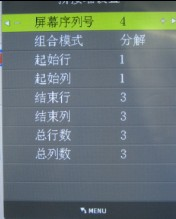 屏幕序列号 4
组合模式 分解
起始行 1
起始列 1
结束行 3
结束列 3
总行数 3
总列数 3
MENU